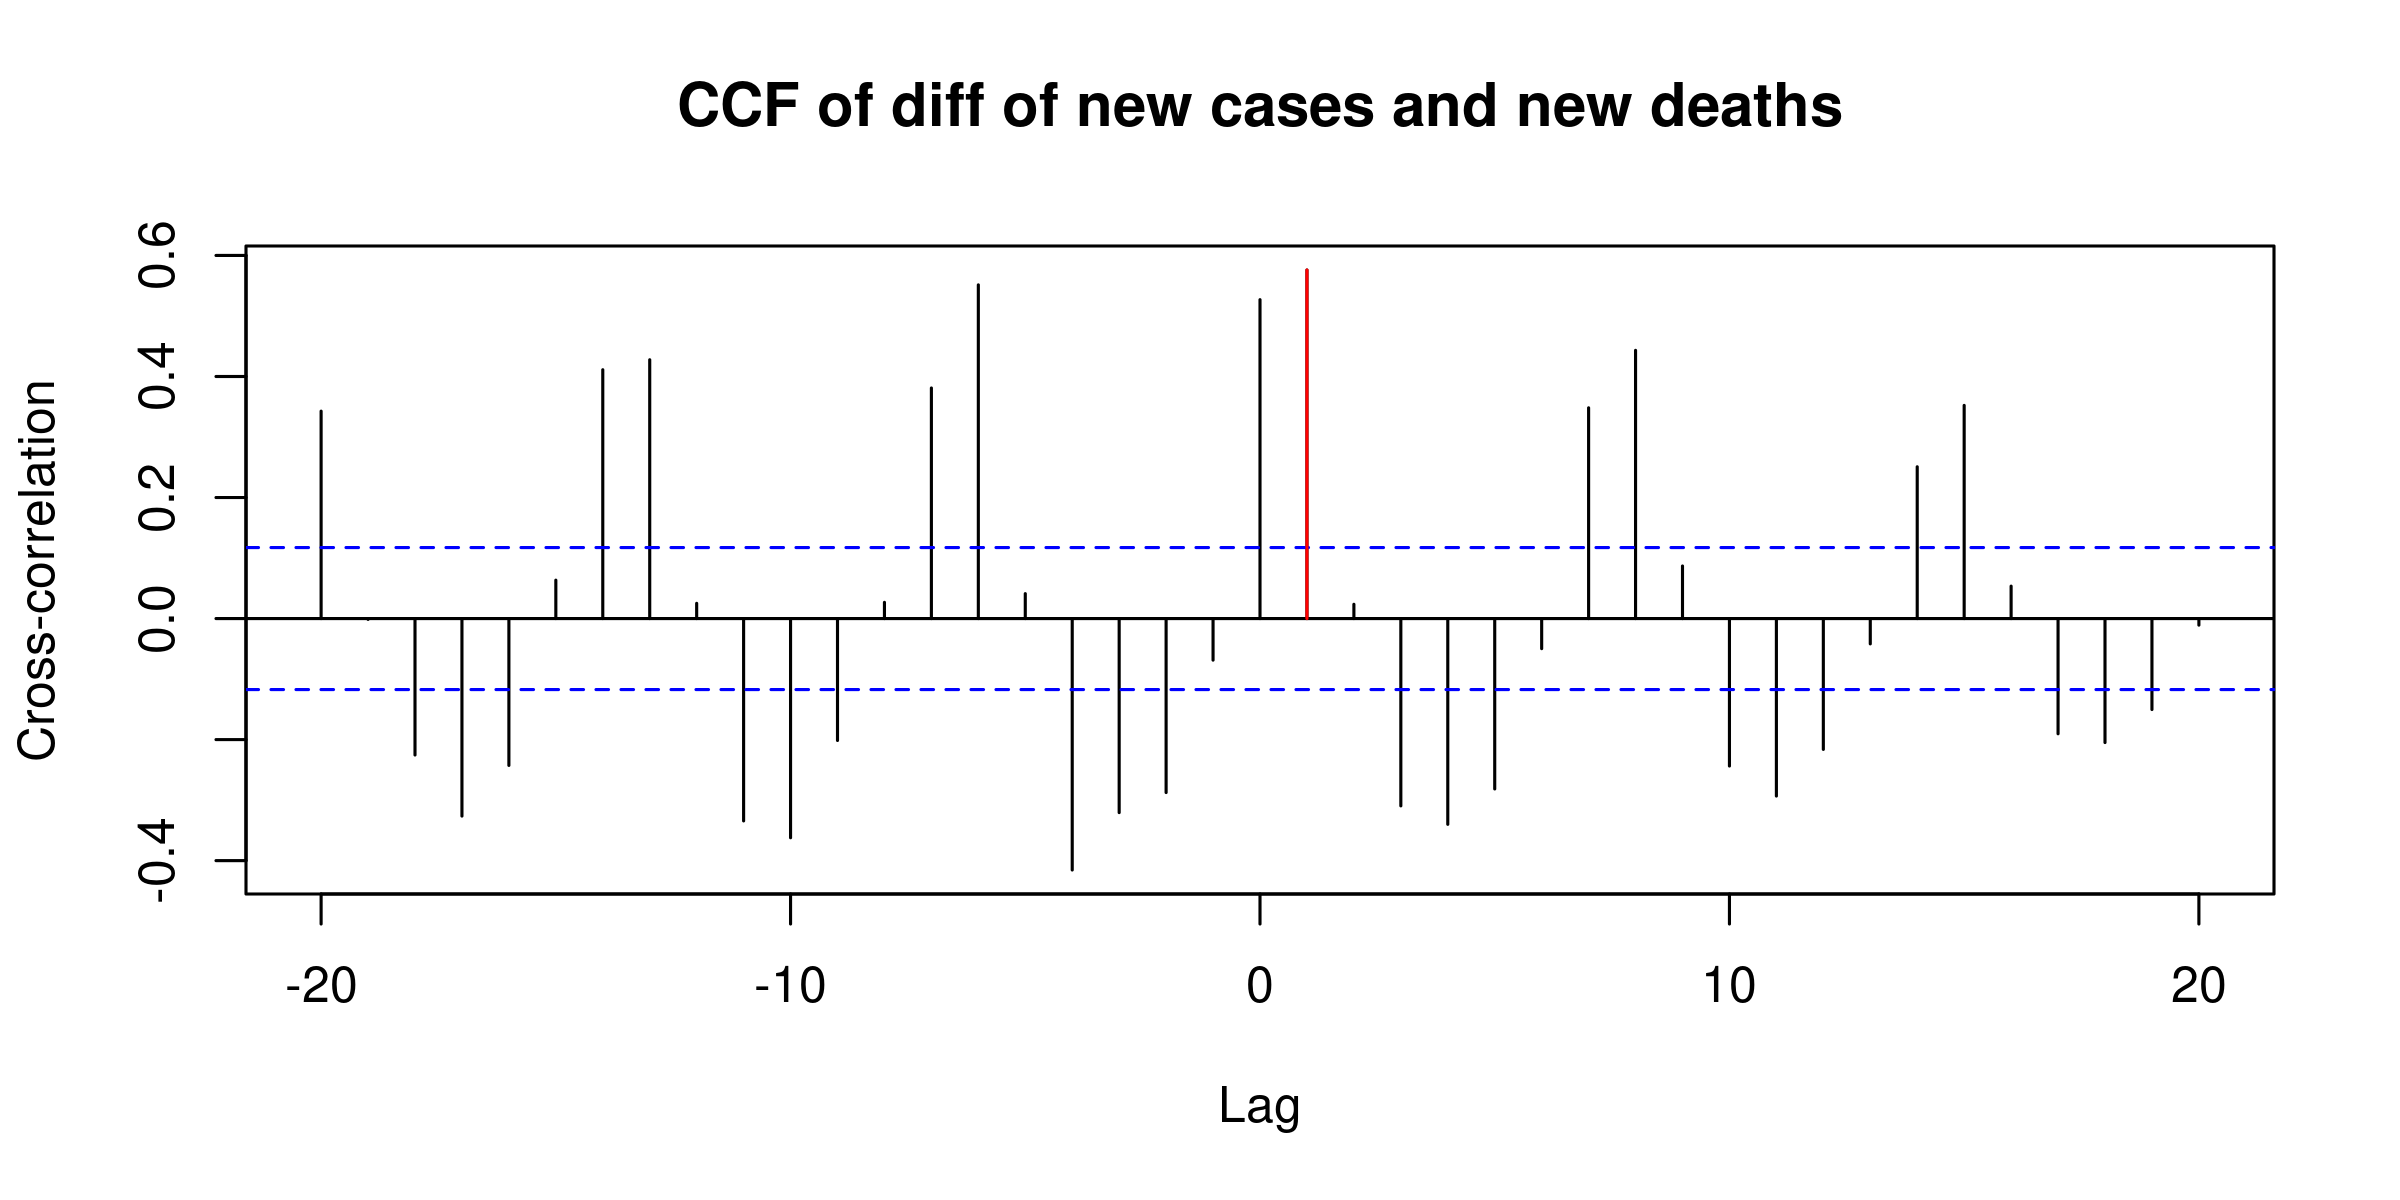 CCF of diff of new cases and new deaths
Cross-correlation
0.6
0.4
0.2
0.0
-0.4
-20 -10 0 10 20
Lag